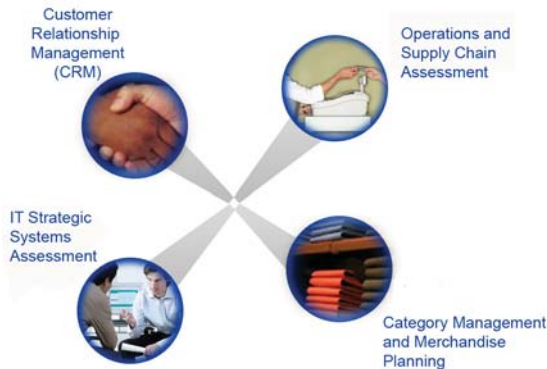 Customer
Relationship
Management
(CRM)
Operations and
Supply Chain
Assessment
IT Strategic
Systems
Assessment
Category Management
and Merchandise
Planning